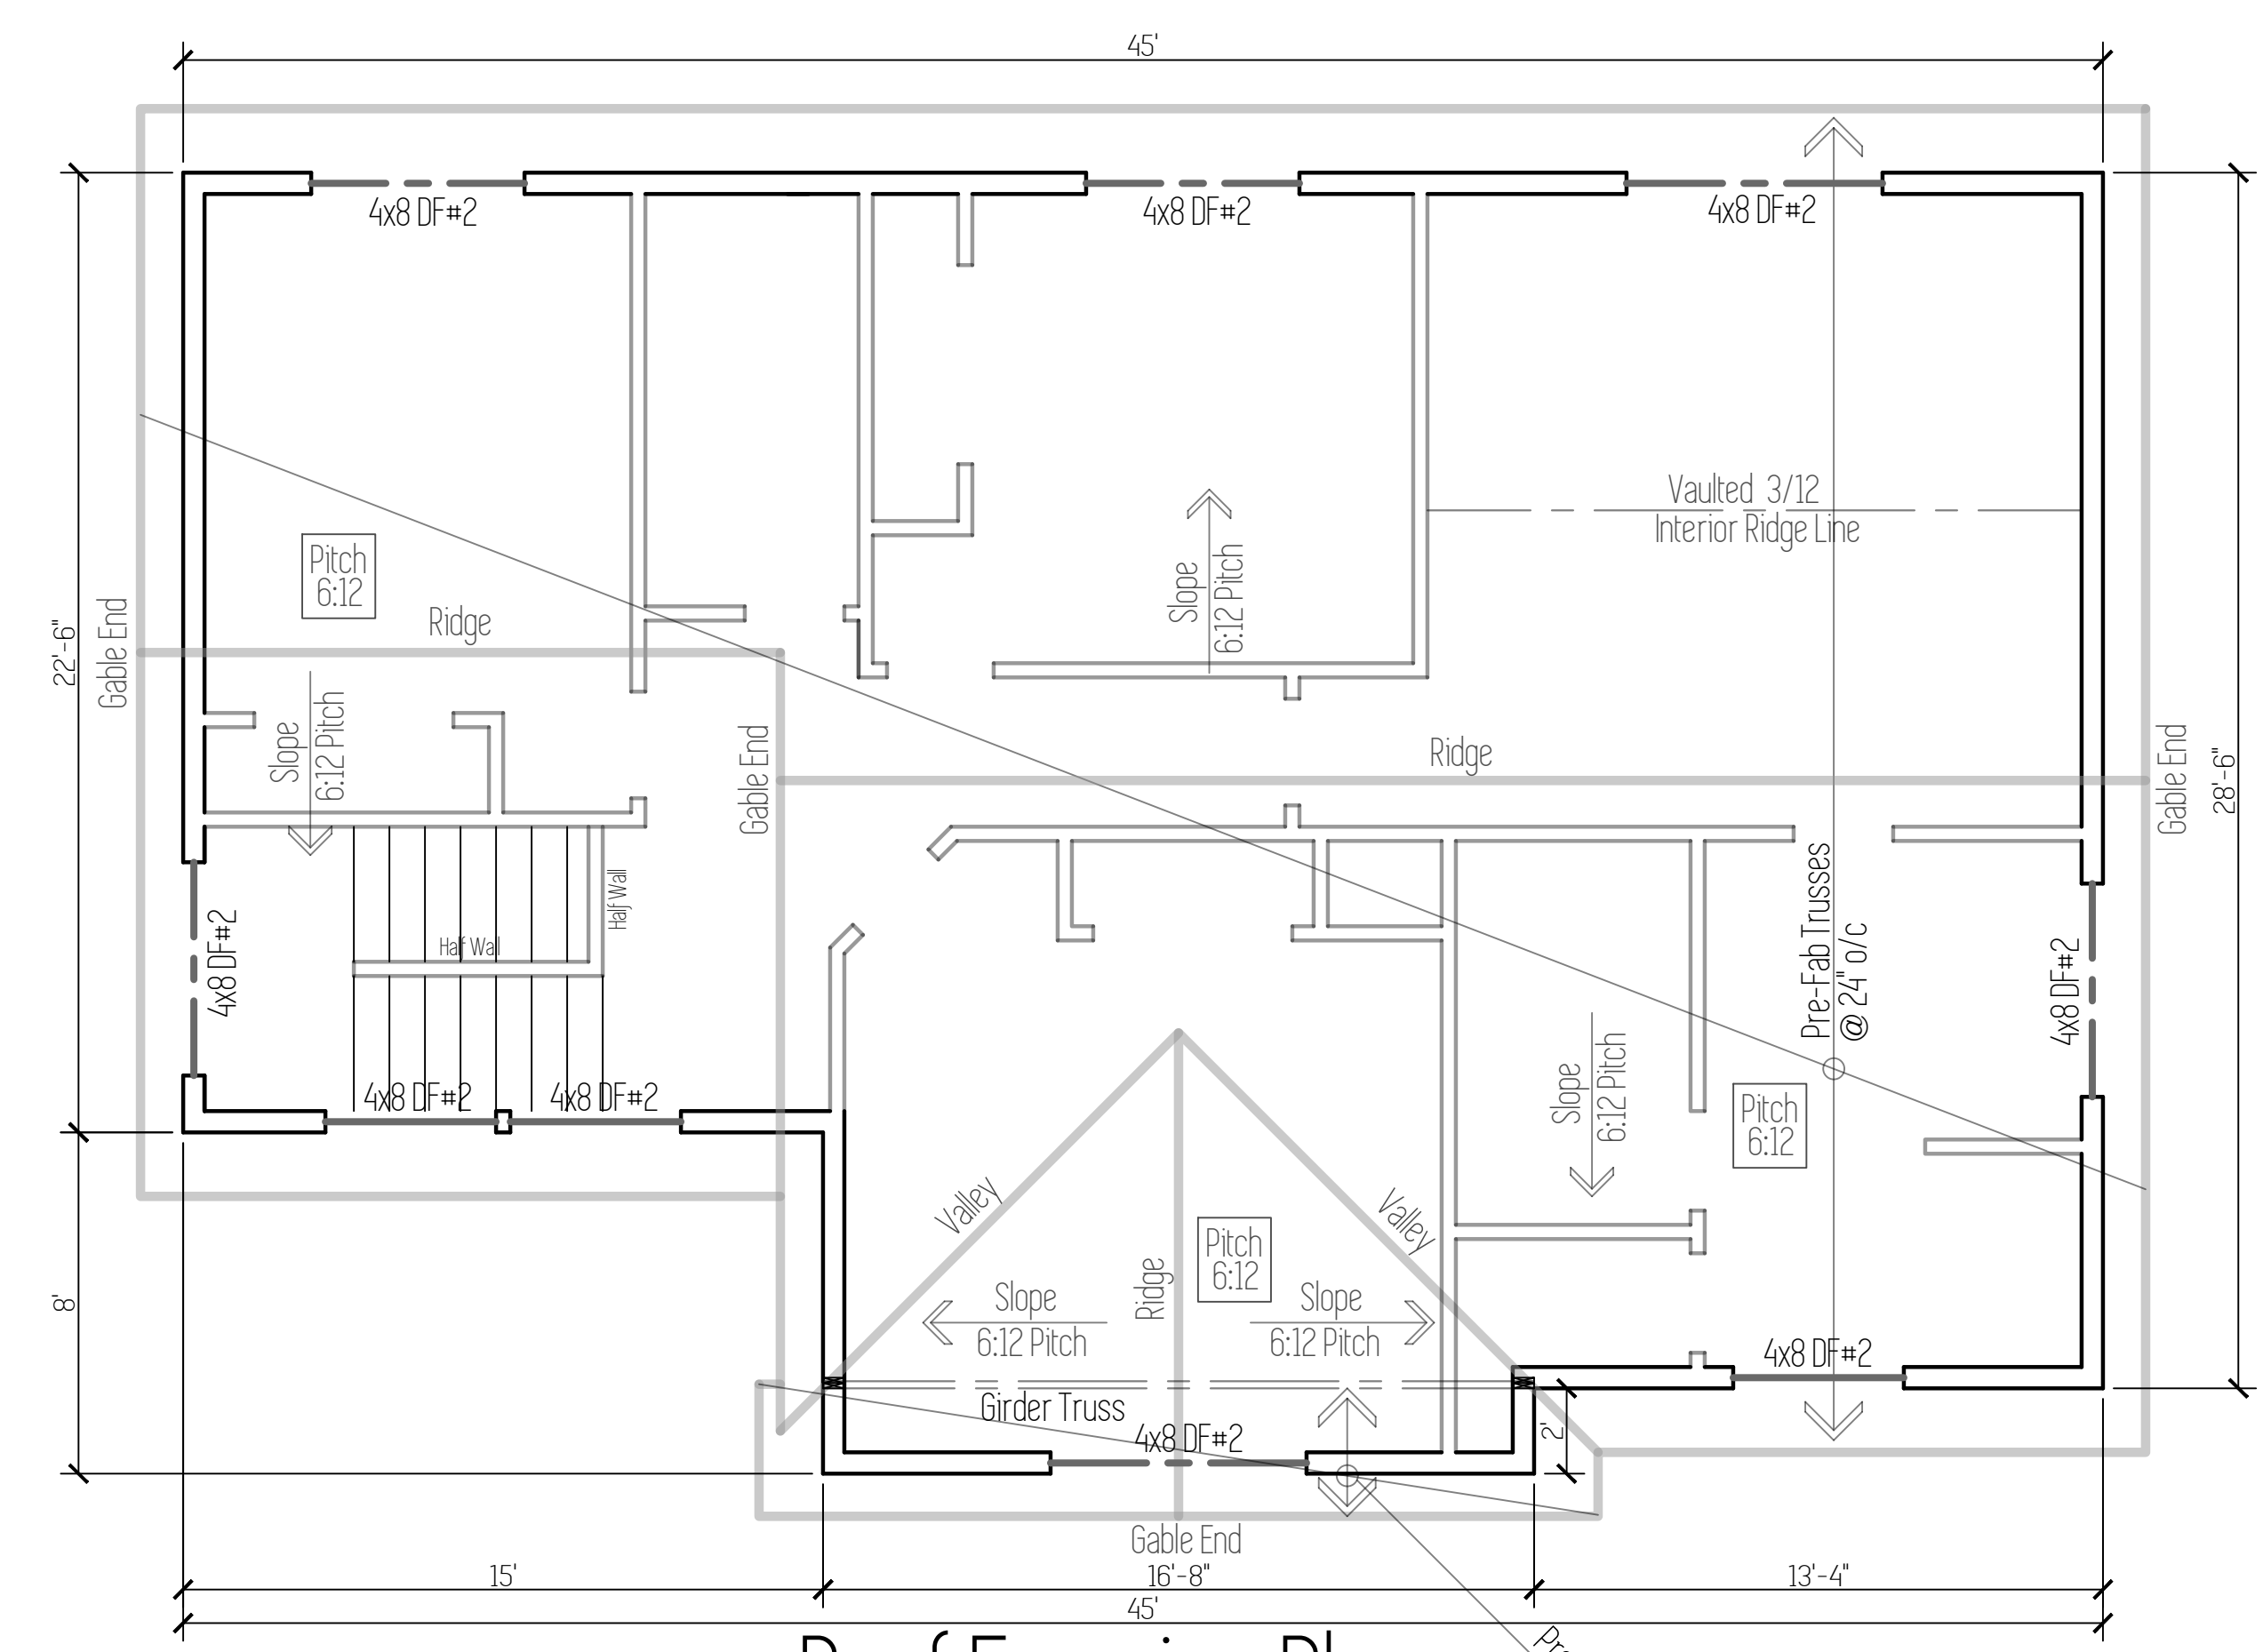 45'
4x8 DF#2
4x8 DF#2
4x8 DF#2
Vaulted 3/12
Interior Ridge Line
Pitch
6:12
Slope
6:12 Pitch
Ridge
Gable End
22'-6"
Slope
6:12 Pitch
Gable End
Ridge
Gable End
28'-6"
Half Wall
Half Wall
4x8 DF#2
Pre-Fab Trusses
@ 24" o/c
4x8 DF#2
4x8 DF#2
4x8 DF#2
Slope
6:12 Pitch
Pitch
6:12
Valley
Valley
Pitch
6:12
Ridge
Slope
6:12 Pitch
Slope
6:12 Pitch
8'
4x8 DF#2
Girder Truss
4x8 DF#2
2'
Gable End
15'
16'-8"
13'-4"
45'